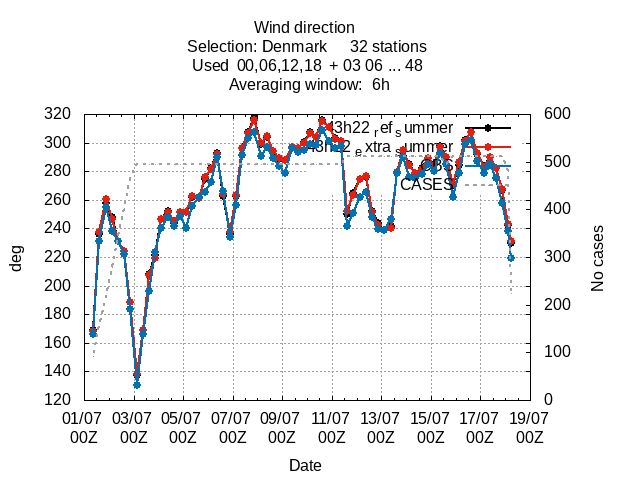 Wind direction
Selection: Denmark 32 stations
Used 00,06,12,18 + 03 06 ... 48
Averaging window: 6h
320
300
280
260
240
220
200
180
160
140
120
600
500
400
300
200
100
0
deg
No cases
43h22_ref_summer
43h22_extra_summer
OBS
CASES
01/07 03/07 05/07 07/07 09/07 11/07 13/07 15/07 17/07 19/07
00Z 00Z 00Z 00Z 00Z 00Z 00Z 00Z 00Z 00Z
Date